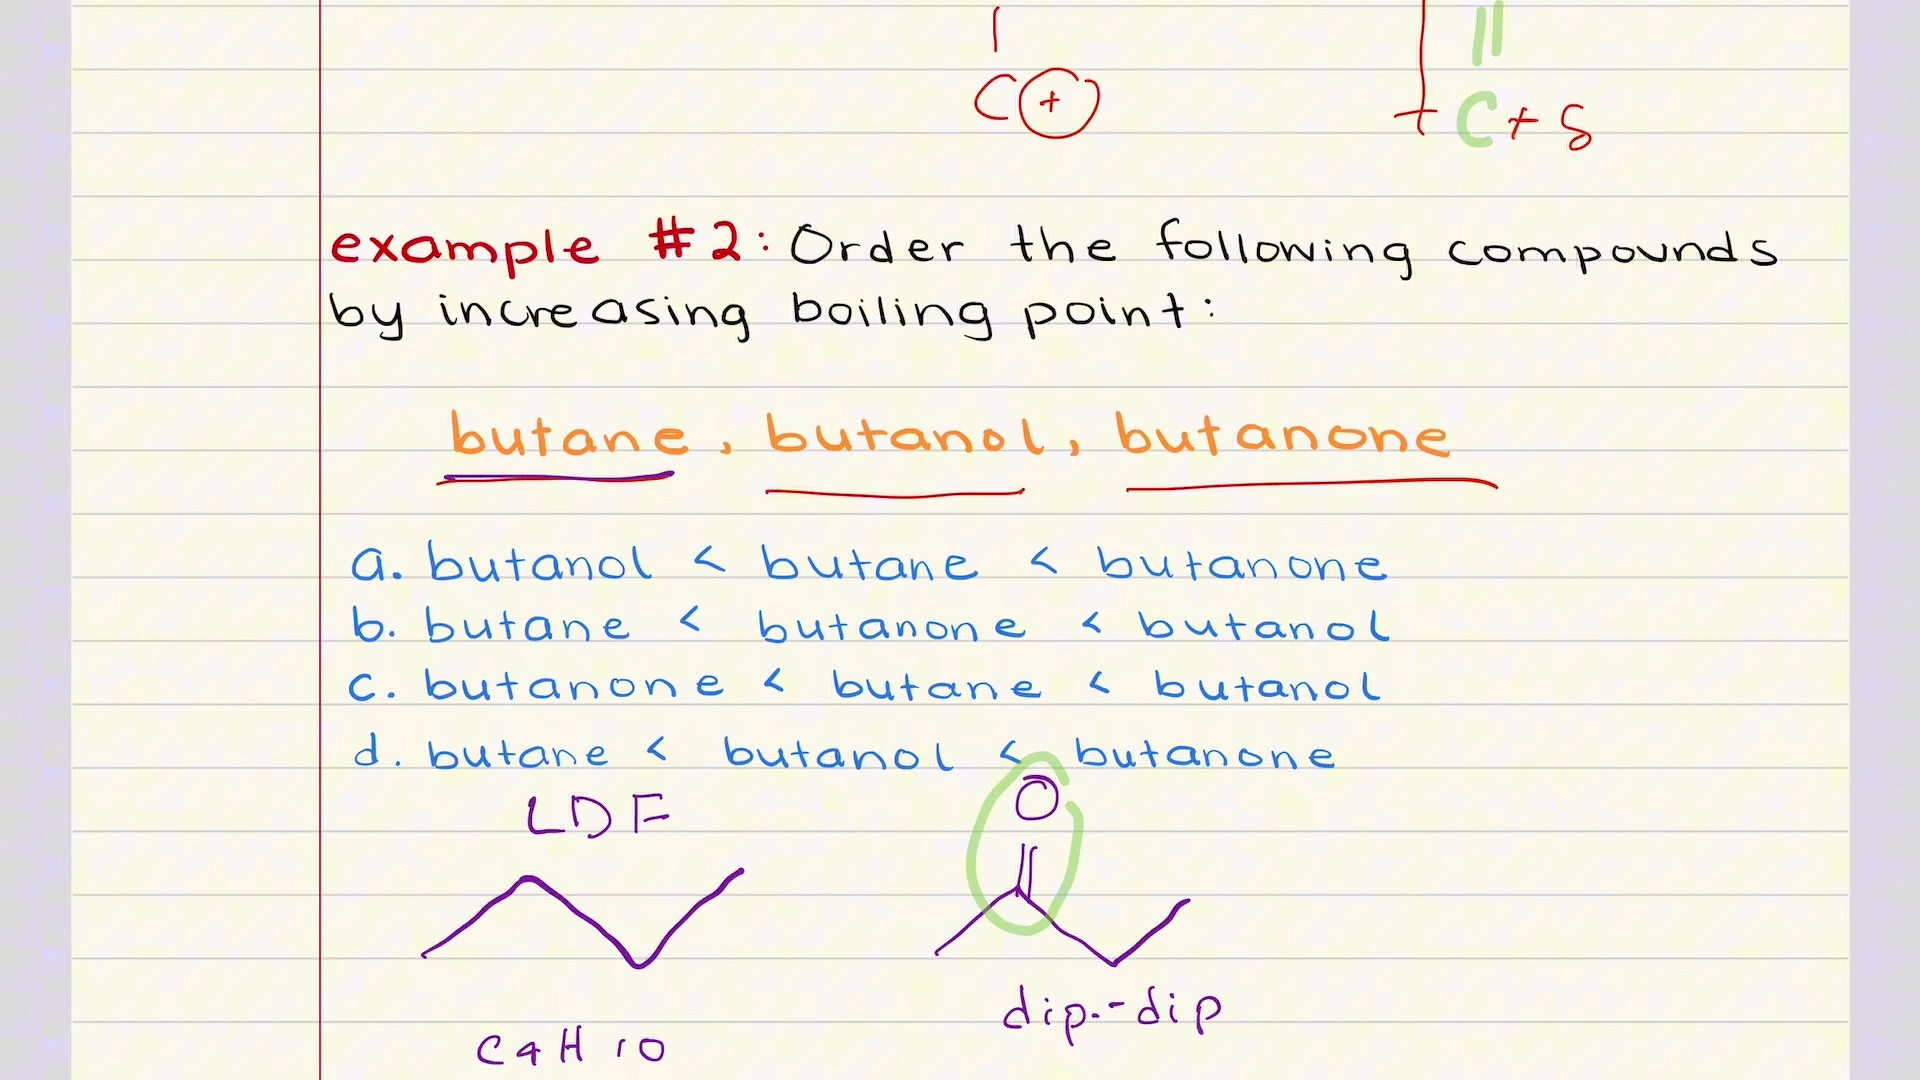 C + + C + δ
example #2: Order the following compounds
by increasing boiling point:
butane, butanol, butanone
a. butanol < butane < butanone
b. butane < butanone < butanol
c. butanone < butane < butanol
d. butane < butanol < butanone
LDF O
dip.-dip
C4H10